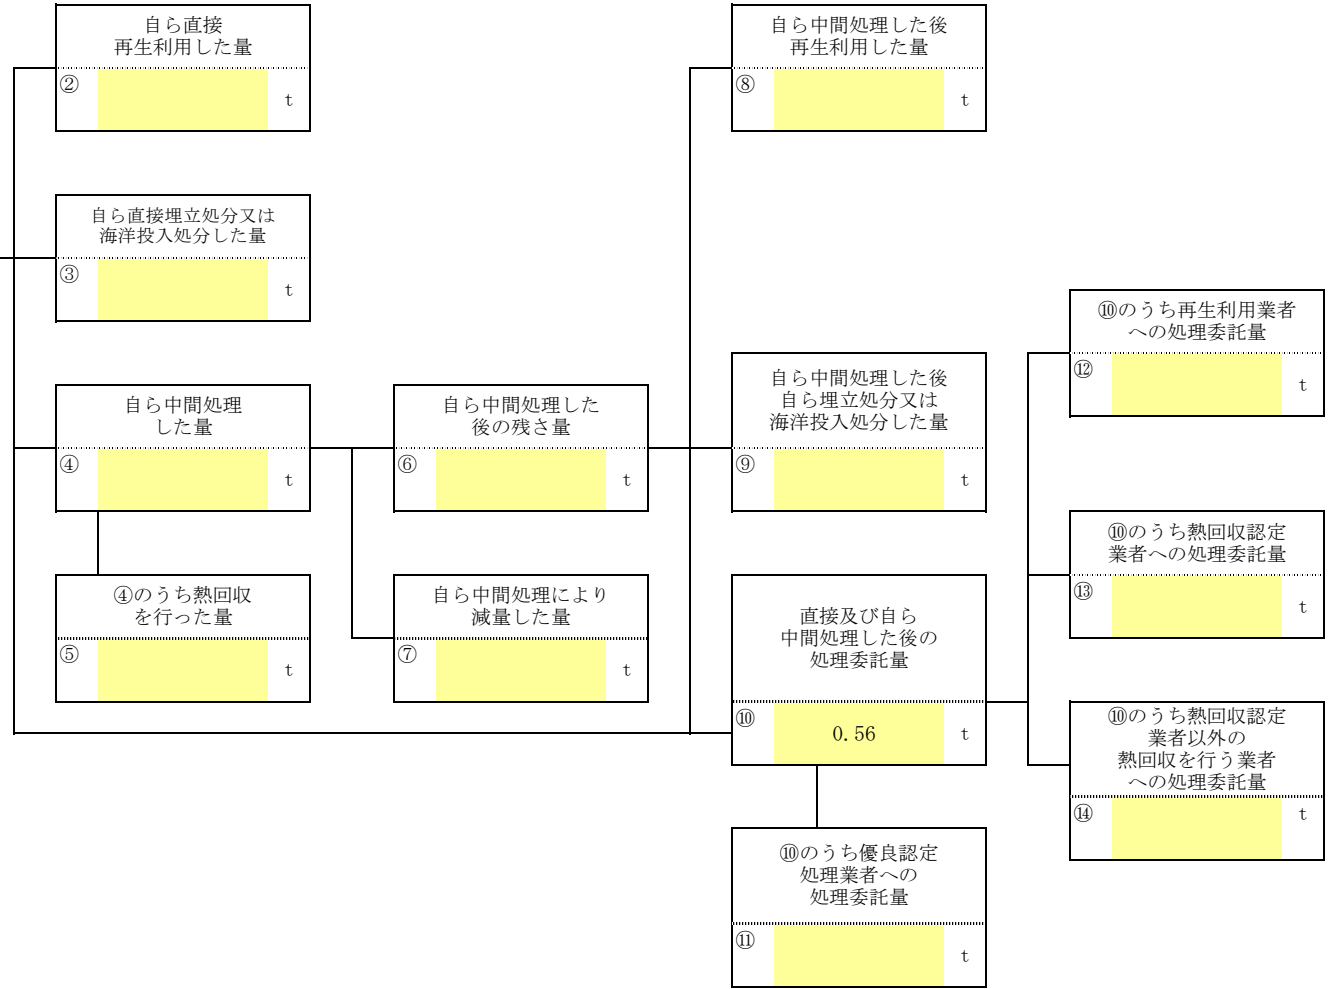 自ら直接
再生利用した量
②
t
自ら中間処理した後
再生利用した量
⑧
t
自ら直接埋立処分又は
海洋投入処分した量
③
t
⑩のうち再生利用業者
への処理委託量
⑫
t
自ら中間処理
した量
④
t
自ら中間処理した
後の残さ量
⑥
t
自ら中間処理した後
自ら埋立処分又は
海洋投入処分した量
⑨
t
⑩のうち熱回収認定
業者への処理委託量
⑬
t
④のうち熱回収
を行った量
⑤
t
自ら中間処理により
減量した量
⑦
t
直接及び自ら
中間処理した後の
処理委託量
⑩
0.56
t
⑩のうち熱回収認定
業者以外の
熱回収を行う業者
への処理委託量
⑭
t
⑩のうち優良認定
処理業者への
処理委託量
⑪
t